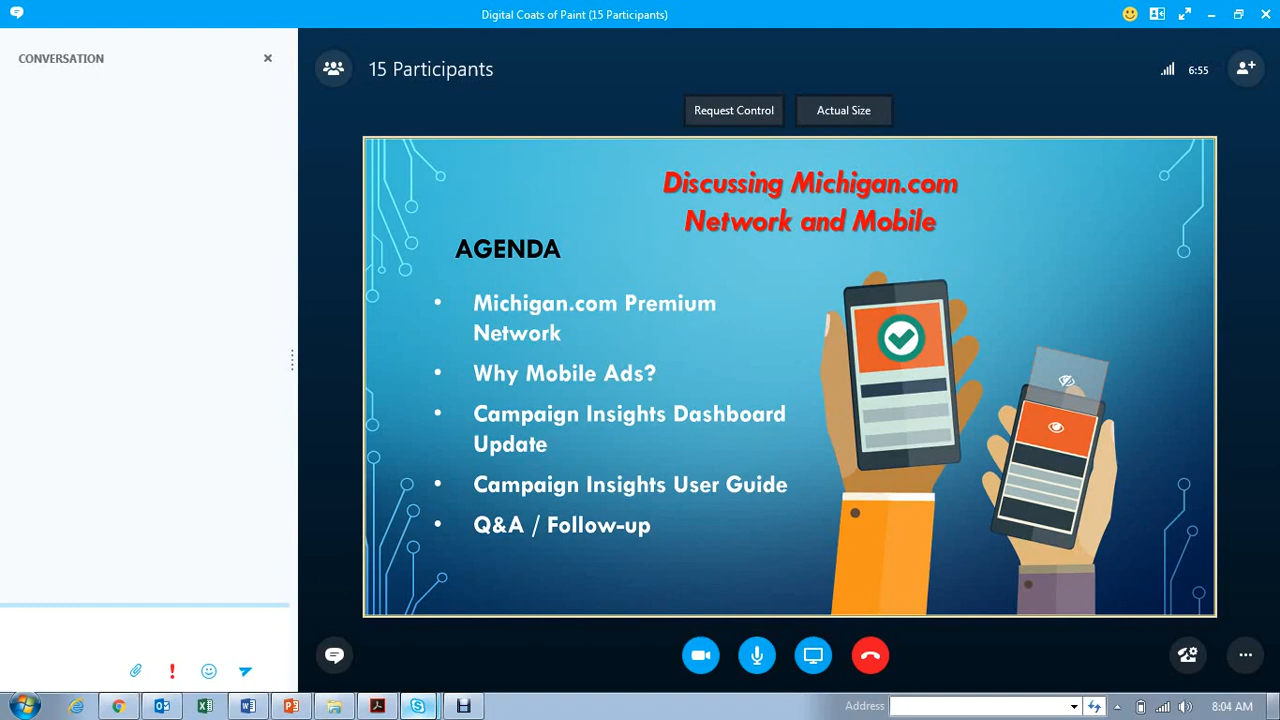 Digital Coats of Paint (15 Participants)
CONVERSATION
15 Participants
6:55
Request Control
Actual Size
Discussing Michigan.com
Network and Mobile
AGENDA
• Michigan.com Premium
Network
• Why Mobile Ads?
• Campaign Insights Dashboard
Update
• Campaign Insights User Guide
• Q&A / Follow-up
Address
8:04 AM